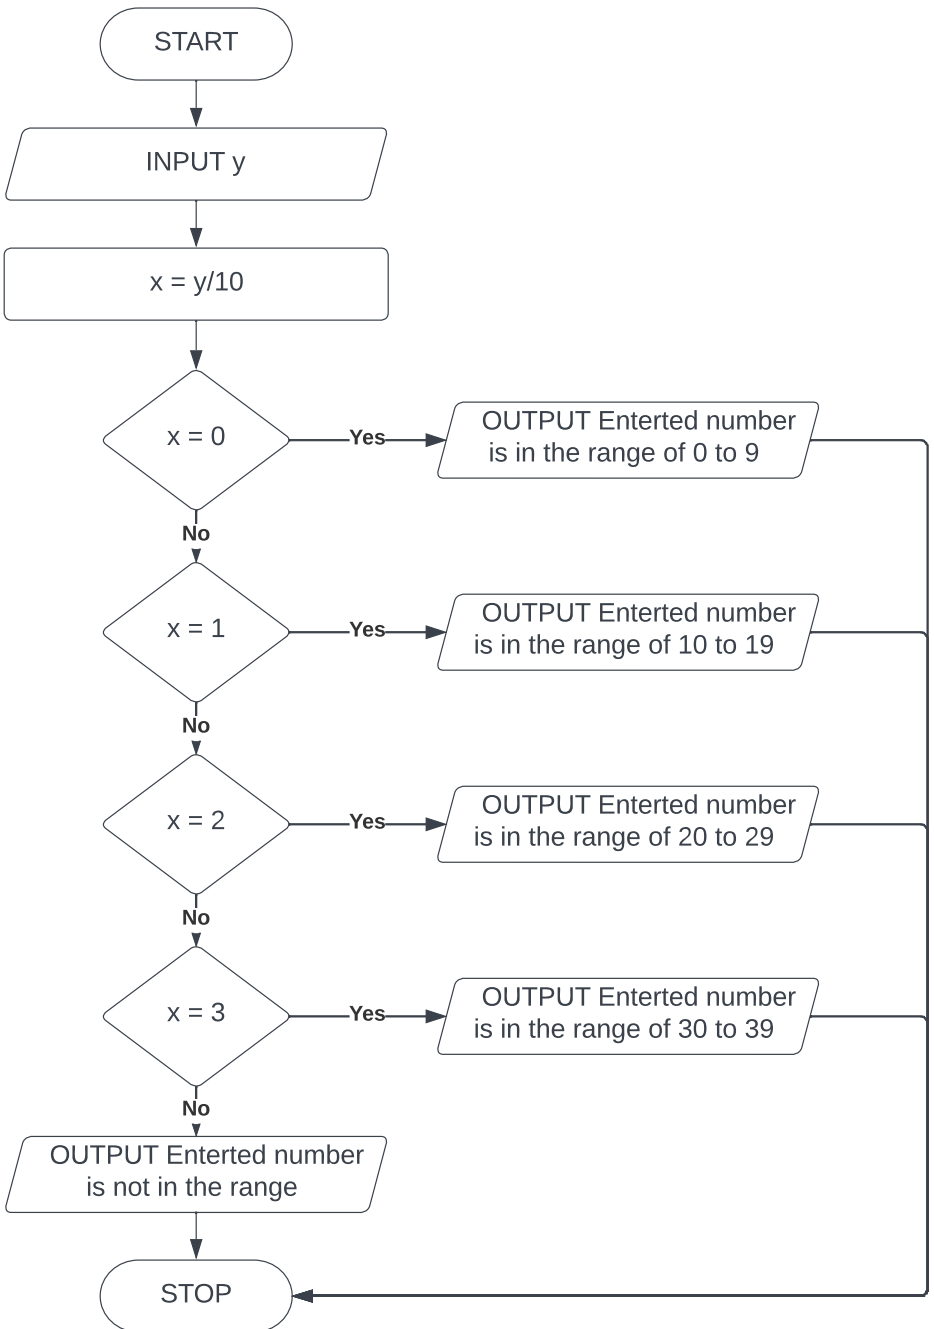 START
INPUT y
x = y/10
x = 0
Yes
OUTPUT Enterted number
is in the range of 0 to 9
No
x = 1
Yes
OUTPUT Enterted number
is in the range of 10 to 19
No
x = 2
Yes
OUTPUT Enterted number
is in the range of 20 to 29
No
x = 3
Yes
OUTPUT Enterted number
is in the range of 30 to 39
No
OUTPUT Enterted number
is not in the range
STOP